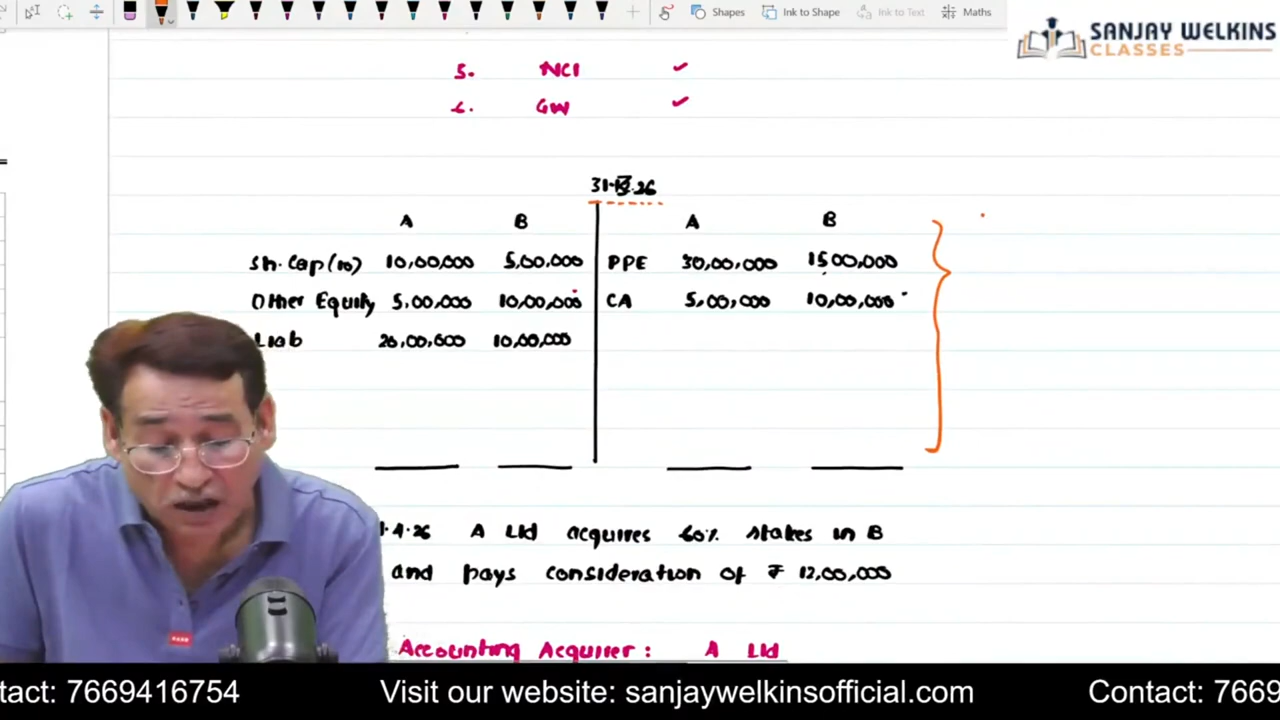 Shapes Ink to Shape Ink to Text Maths
SANJAY WELKINS
CLASSES
5. NCI ✓
6. GW ✓
31.3.26
A B A B
Sh. Cap (10) 10,00,000 5,00,000 PPE 30,00,000 15,00,000
Other Equity 5,00,000 10,00,000 CA 5,00,000 10,00,000
Liab 20,00,000 10,00,000
1.4.26 A Ltd acquires 60% stakes in B
and pays consideration of ₹ 12,00,000
Accounting Acquirer : A Ltd
ntact: 7669416754 Visit our website: sanjaywelkinsofficial.com Contact: 7669